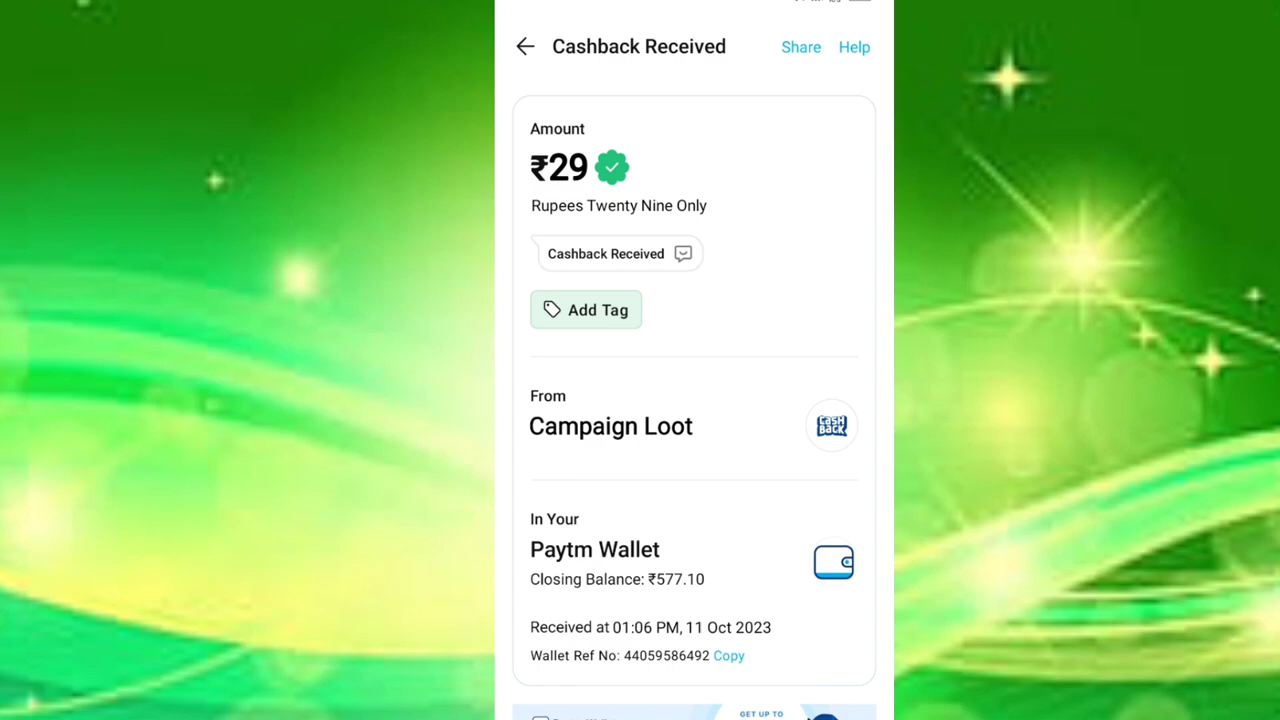 Cashback Received
Share
Help
Amount
₹29
Rupees Twenty Nine Only
Cashback Received
Add Tag
From
Campaign Loot
CASH
BACK
In Your
Paytm Wallet
Closing Balance: ₹577.10
Received at 01:06 PM, 11 Oct 2023
Wallet Ref No: 44059586492 Copy
GET UP TO